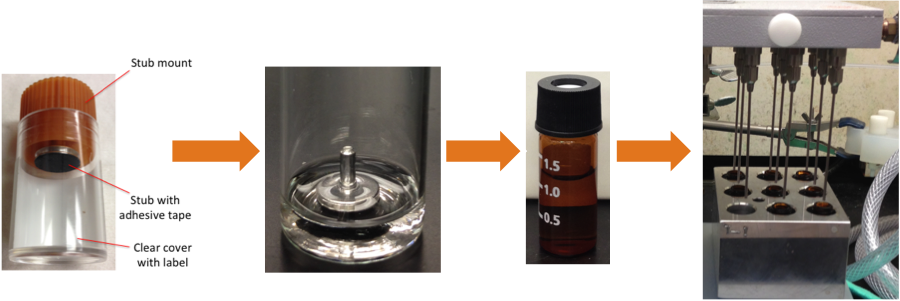 Stub mount
Stub with
adhesive tape
Clear cover
with label
1.5
1.0
0.5